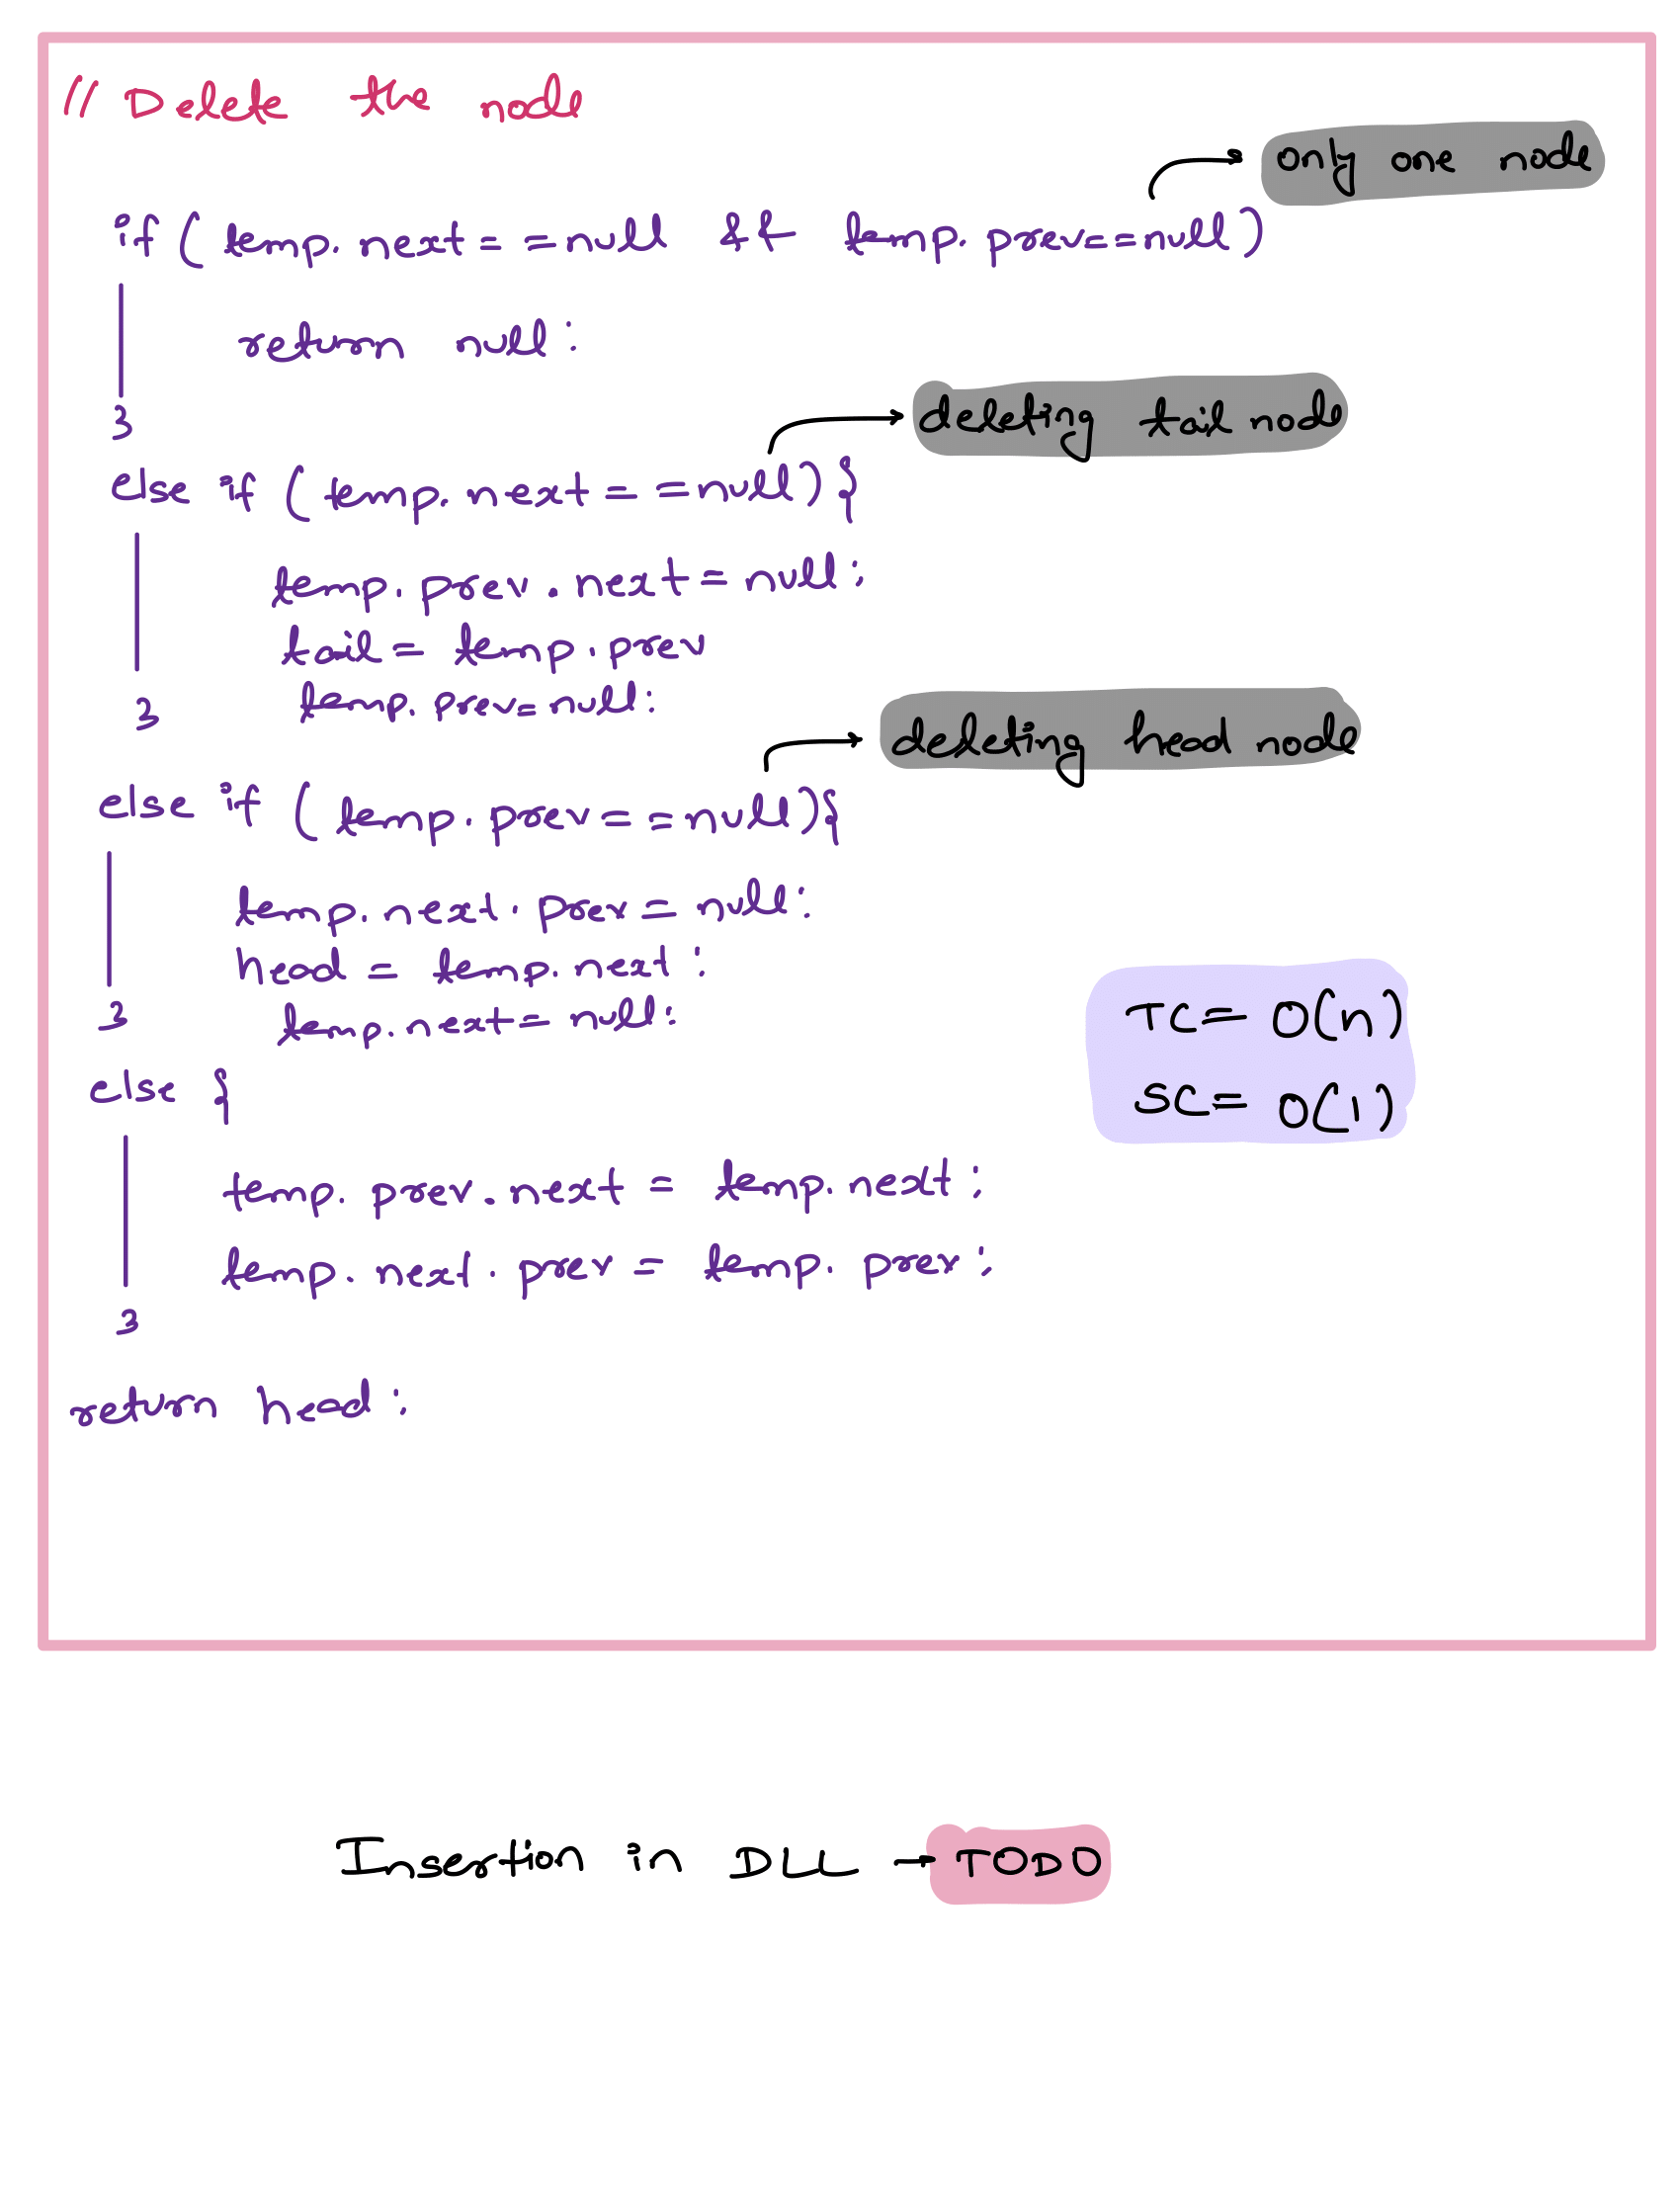 // Delete the node
only one node
if ( temp. next = = null && temp. prev==null )
return null ;
}
deleting tail node
else if ( temp. next = = null ) {
temp. prev . next = null ;
tail = temp . prev
temp. prev = null ;
}
deleting head node
else if ( temp. prev = = null ) {
temp. next . prev = null ;
head = temp. next ;
temp. next = null ;
}
TC = O(n)
SC = O(1)
else {
temp. prev . next = temp. next ;
temp. next . prev = temp. prev ;
}
return head ;
Insertion in DLL → TODO